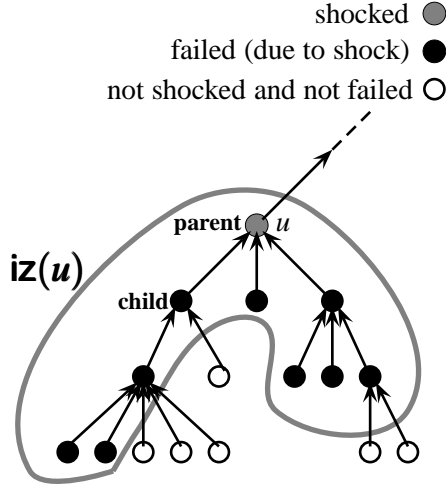 shocked
failed (due to shock)
not shocked and not failed
parent u
iz(u)
child